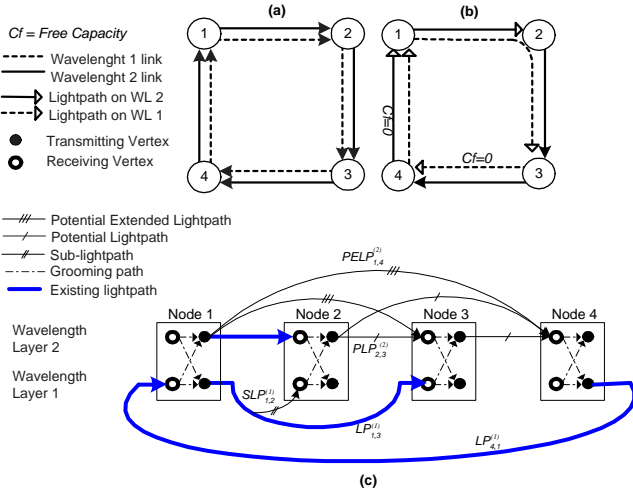 (a)
(b)
Cf = Free Capacity
Wavelenght 1 link
Wavelenght 2 link
Lightpath on WL 2
Lightpath on WL 1
Transmitting Vertex
Receiving Vertex
1
2
3
4
1
2
3
4
Cf=0
Cf=0
Potential Extended Lightpath
Potential Lightpath
Sub-lightpath
Grooming path
Existing lightpath
PELP(2)1,4
Node 1
Node 2
Node 3
Node 4
Wavelength
Layer 2
PLP(2)2,3
Wavelength
Layer 1
SLP(1)1,2
LP(1)1,3
LP(1)4,1
(c)